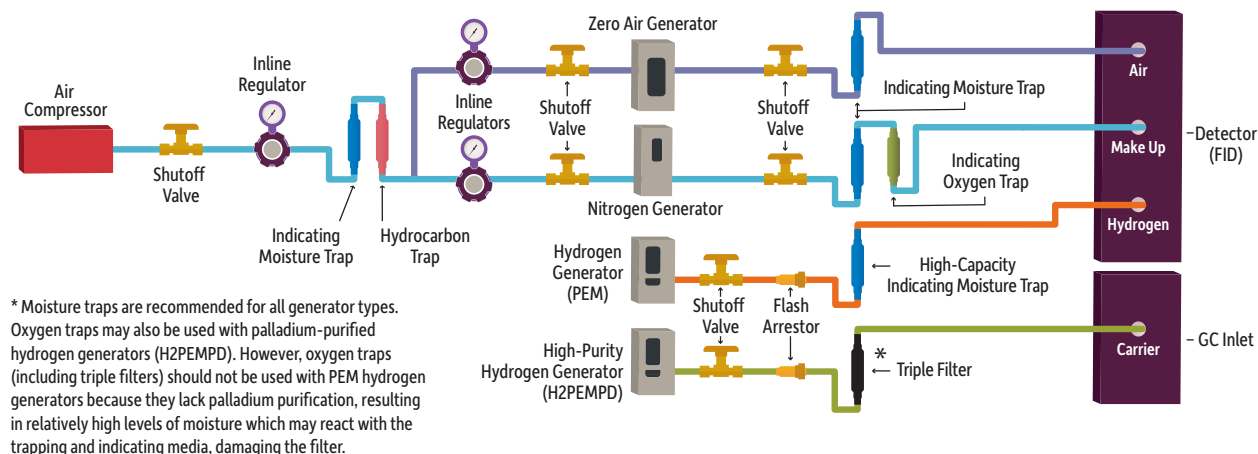 Air
Compressor
Shutoff
Valve
Inline
Regulator
Indicating
Moisture Trap
Hydrocarbon
Trap
Inline
Regulators
Shutoff
Valve
Zero Air Generator
Nitrogen Generator
Shutoff
Valve
Indicating Moisture Trap
Indicating
Oxygen Trap
Air
Make Up
Hydrogen
Detector
(FID)
Hydrogen
Generator
(PEM)
Shutoff
Valve
Flash
Arrestor
High-Capacity
Indicating Moisture Trap
High-Purity
Hydrogen Generator
(H2PEMPD)
*
Triple Filter
Carrier
GC Inlet
* Moisture traps are recommended for all generator types.
Oxygen traps may also be used with palladium-purified
hydrogen generators (H2PEMPD). However, oxygen traps
(including triple filters) should not be used with PEM hydrogen
generators because they lack palladium purification, resulting
in relatively high levels of moisture which may react with the
trapping and indicating media, damaging the filter.